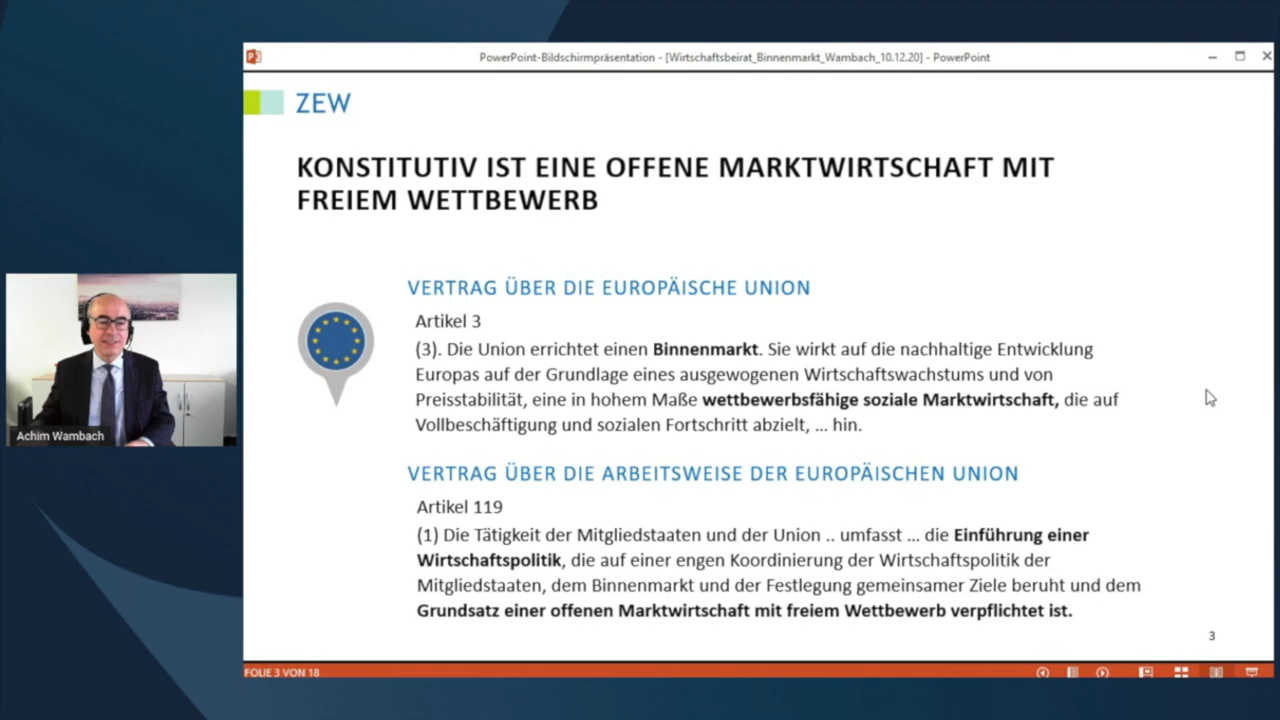 PowerPoint-Bildschirmpräsentation - [Wirtschaftsbeirat_Binnenmarkt_Wambach_10.12.20] - PowerPoint
ZEW
KONSTITUTIV IST EINE OFFENE MARKTWIRTSCHAFT MIT
FREIEM WETTBEWERB
VERTRAG ÜBER DIE EUROPÄISCHE UNION
Artikel 3
(3). Die Union errichtet einen Binnenmarkt. Sie wirkt auf die nachhaltige Entwicklung
Europas auf der Grundlage eines ausgewogenen Wirtschaftswachstums und von
Preisstabilität, eine in hohem Maße wettbewerbsfähige soziale Marktwirtschaft, die auf
Vollbeschäftigung und sozialen Fortschritt abzielt, ... hin.
Achim Wambach
VERTRAG ÜBER DIE ARBEITSWEISE DER EUROPÄISCHEN UNION
Artikel 119
(1) Die Tätigkeit der Mitgliedstaaten und der Union .. umfasst ... die Einführung einer
Wirtschaftspolitik, die auf einer engen Koordinierung der Wirtschaftspolitik der
Mitgliedstaaten, dem Binnenmarkt und der Festlegung gemeinsamer Ziele beruht und dem
Grundsatz einer offenen Marktwirtschaft mit freiem Wettbewerb verpflichtet ist.
3
FOLIE 3 VON 18